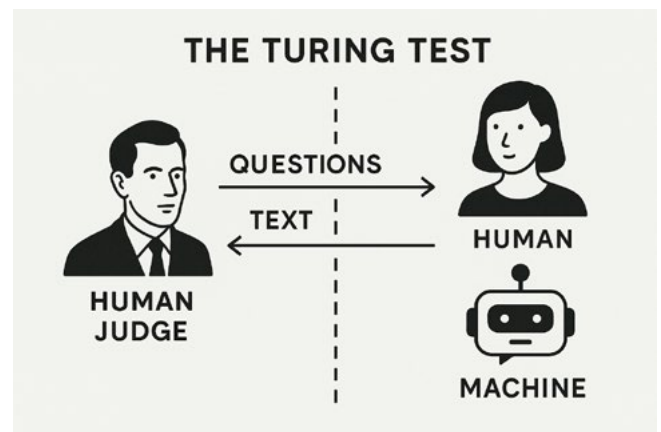 THE TURING TEST
QUESTIONS
TEXT
HUMAN
JUDGE
HUMAN
MACHINE